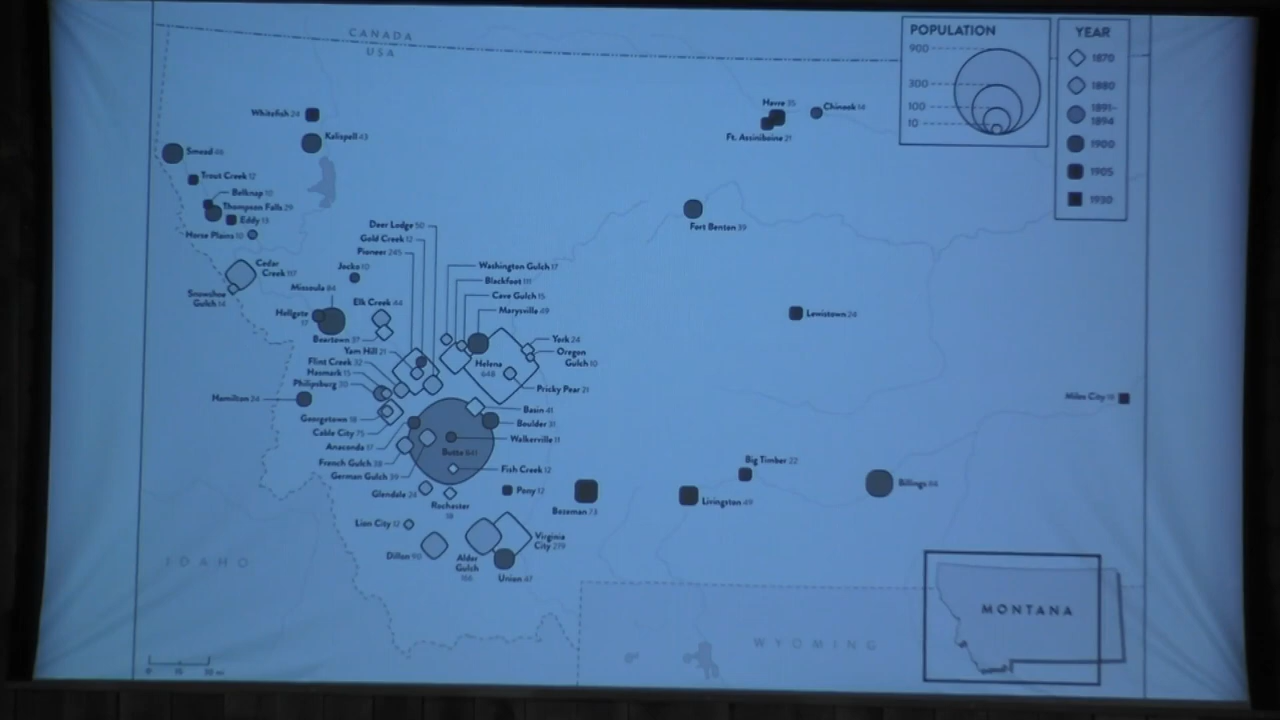 CANADA
USA
POPULATION
900
300
100
10
YEAR
1870
1880
1891-
1894
1900
1905
1930
Whitefish 24
Kalispell 43
Havre 35
Chinook 14
Ft. Assiniboine 21
Smead 46
Trout Creek 12
Belknap 10
Thompson Falls 29
Eddy 13
Horse Plains 10
Fort Benten 39
Deer Lodge 50
Gold Creek 12
Pioneer 245
Cedar
Creek 117
Jocko 10
Washington Gulch 17
Blackfoot 111
Cave Gulch 15
Marysville 49
Snowshoe
Gulch 14
Missoula 84
Elk Creek 44
Hellgate
17
Beartown 37
Lewistown 24
York 24
Oregon
Gulch 10
Yam Hill 21
Flint Creek 32
Hasmark 15
Philipsburg
Helena
648
Pricky Pear 21
Hamilton 24
Miles City
Georgetown 18
Cable City 75
Anaconda 17
French Gulch 38
German Gulch 39
Basin 41
Boulder 31
Walkerville 11
Butte 641
Fish Creek 12
Big Timber 22
Glendale 24
Rochester
18
Pony 12
Bozeman 73
Livingston 49
Billings
Lion City 12
Dillon 90
Alder
Gulch
166
Virginia
City 279
Union 47
IDAHO
WYOMING
MONTANA